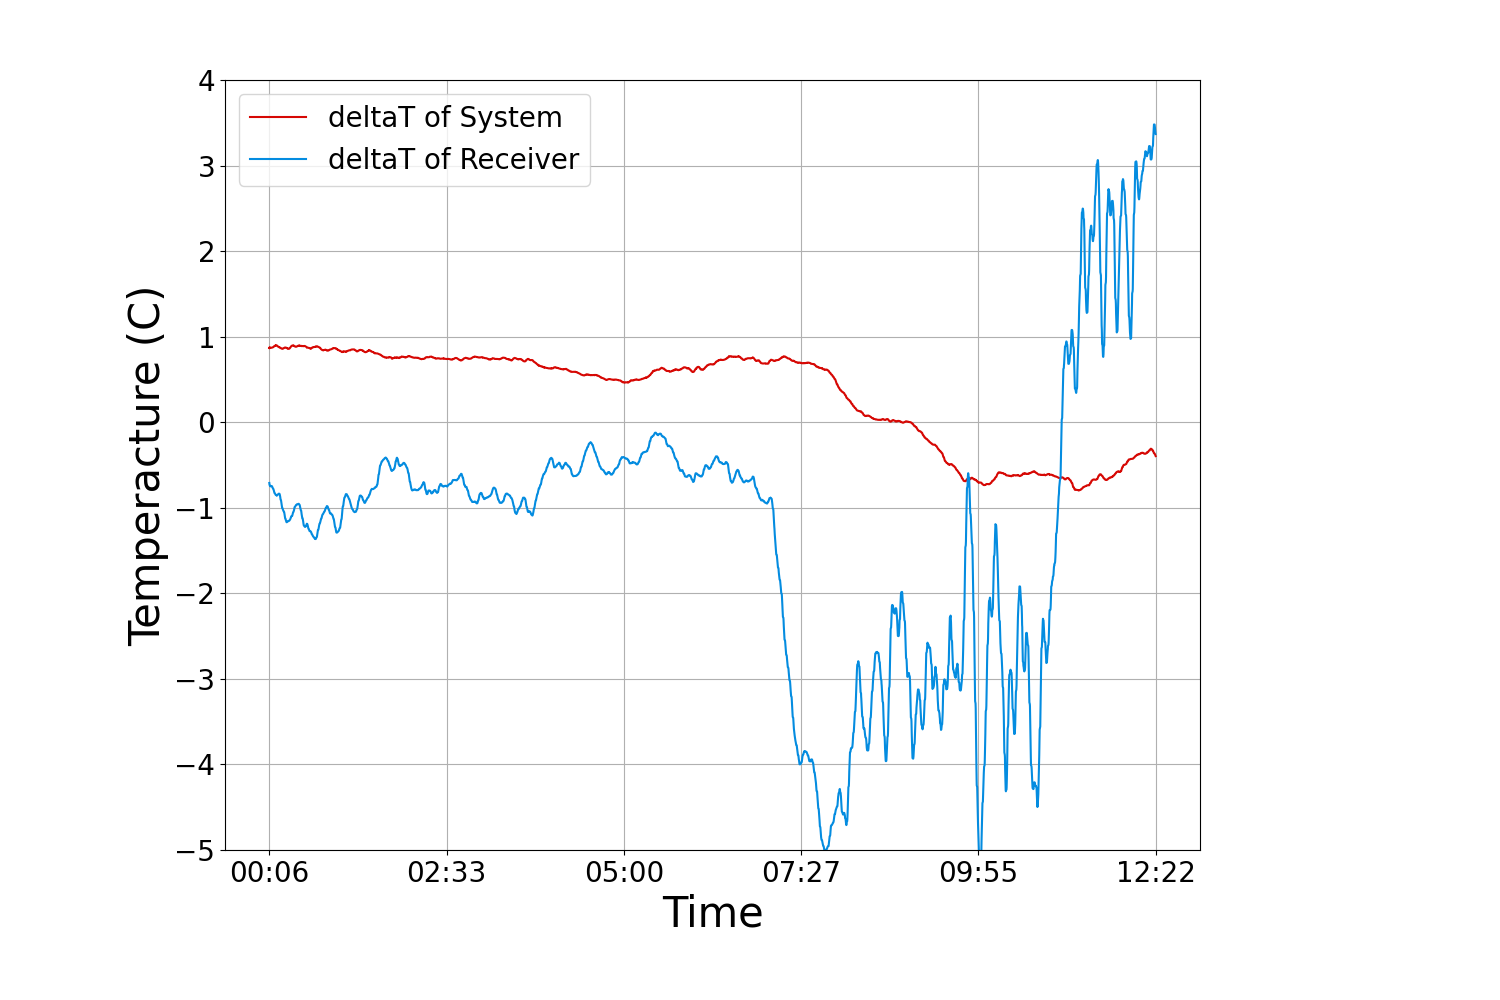 4
3
2
1
0
−1
−2
−3
−4
−5
Temperacture (C)
deltaT of System
deltaT of Receiver
00:06 02:33 05:00 07:27 09:55 12:22
Time